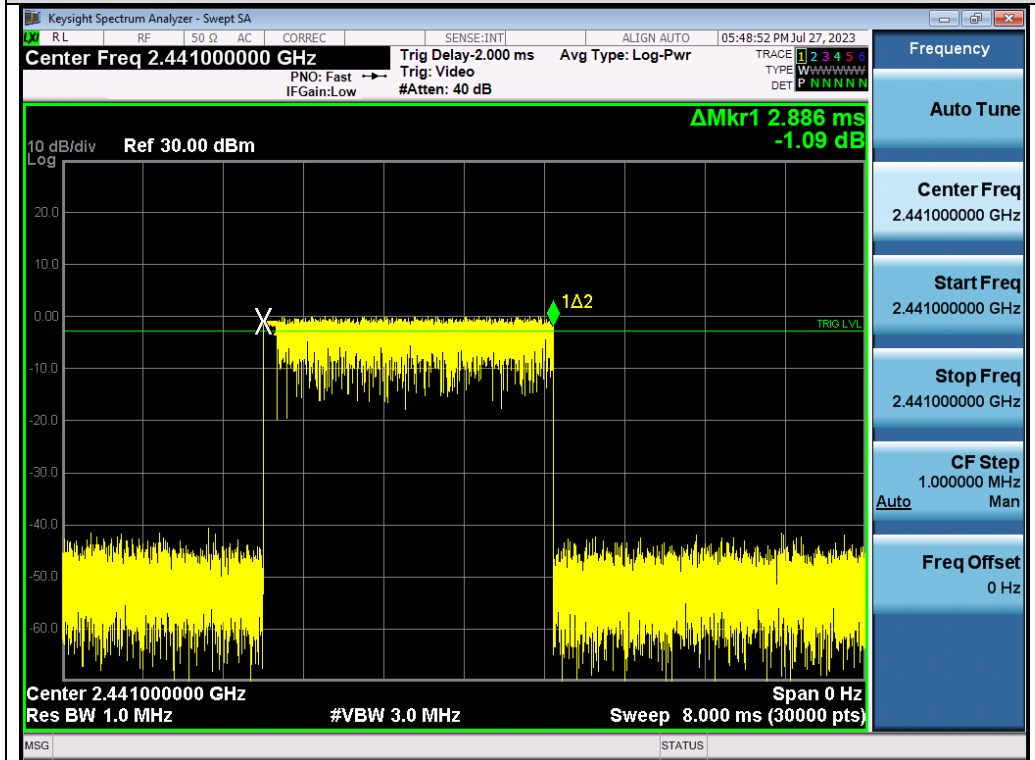 Keysight Spectrum Analyzer - Swept SA
LXI RL RF 50 Ω AC CORREC SENSE:INT ALIGN AUTO 05:48:52 PM Jul 27, 2023
Center Freq 2.441000000 GHz
PNO: Fast
IFGain:Low
Trig Delay-2.000 ms
Trig: Video
#Atten: 40 dB
Avg Type: Log-Pwr
TRACE 1 2 3 4 5 6
TYPE WWWWWW
DET P N N N N N
ΔMkr1 2.886 ms
-1.09 dB
10 dB/div Ref 30.00 dBm
Log
20.0
10.0
0.00
-10.0
-20.0
-30.0
-40.0
-50.0
-60.0
X
1Δ2
TRIG LVL
Center 2.441000000 GHz Span 0 Hz
Res BW 1.0 MHz #VBW 3.0 MHz Sweep 8.000 ms (30000 pts)
MSG STATUS
Frequency
Auto Tune
Center Freq
2.441000000 GHz
Start Freq
2.441000000 GHz
Stop Freq
2.441000000 GHz
CF Step
1.000000 MHz
Auto Man
Freq Offset
0 Hz